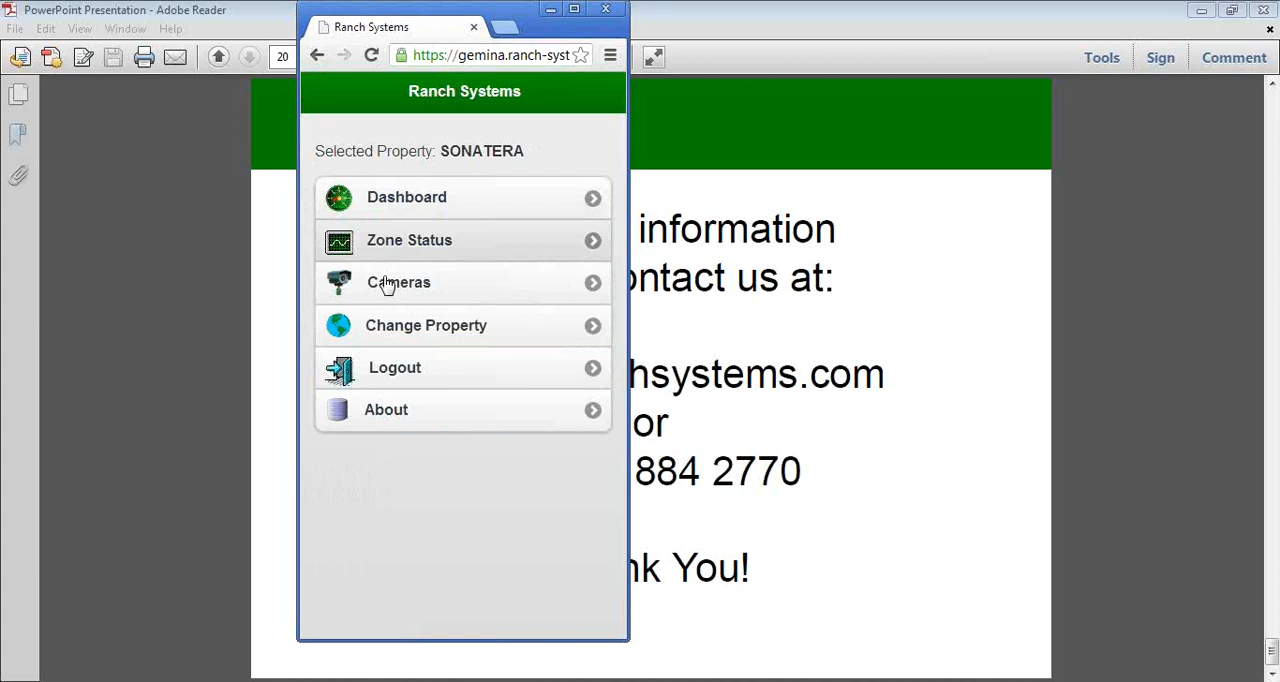 PowerPoint Presentation - Adobe Reader
File Edit View Window Help
20
Tools Sign Comment
Ranch Systems
https://gemina.ranch-syst
Ranch Systems
Selected Property: SONATERA
Dashboard
Zone Status
Cameras
Change Property
Logout
About
information
ontact us at:
hsystems.com
or
884 2770
nk You!